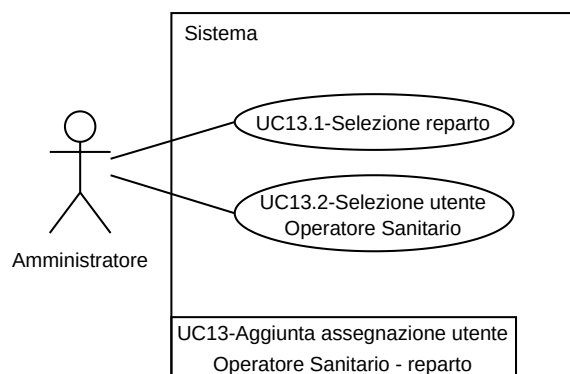 Sistema
UC13.1-Selezione reparto
UC13.2-Selezione utente
Operatore Sanitario
Amministratore
UC13-Aggiunta assegnazione utente
Operatore Sanitario - reparto